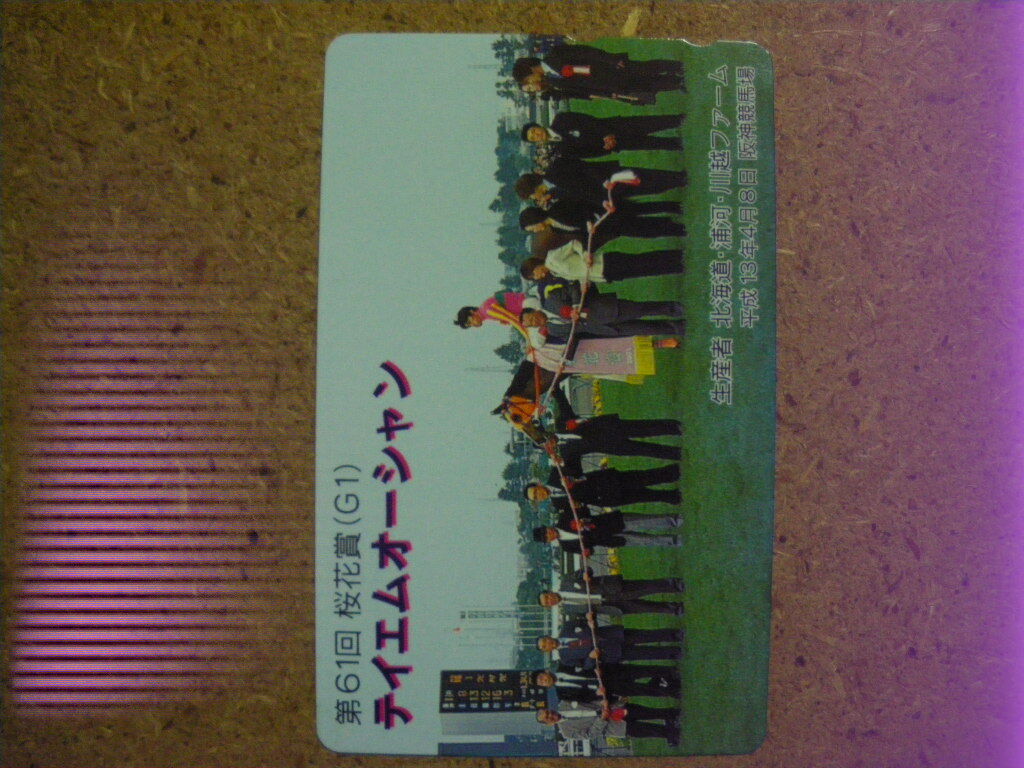 第61回 桜花賞(G1)
テイエムオーシャン
生産者 北海道・浦河・川越ファーム
平成13年4月8日 阪神競馬場